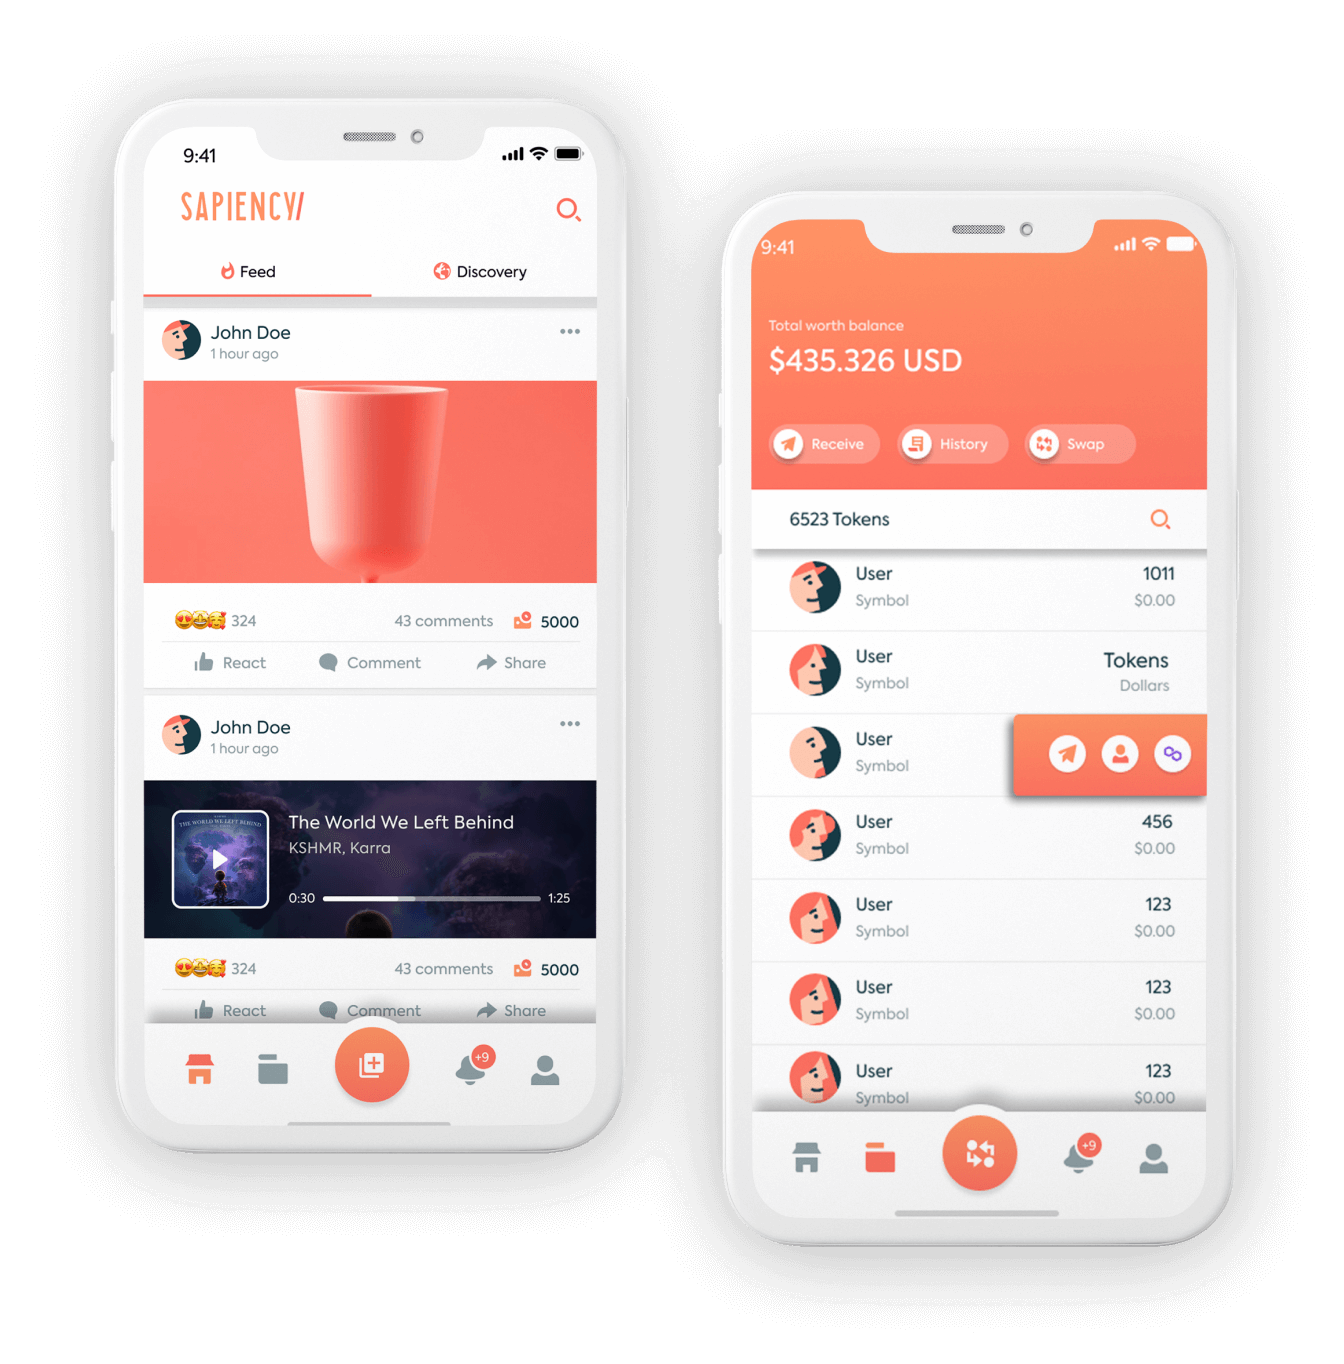 9:41
SAPIENCY/
Feed
Discovery
John Doe
1 hour ago
324
43 comments
5000
React
Comment
Share
John Doe
1 hour ago
THE WORLD WE LEFT BEHIND
The World We Left Behind
KSHMR, Karra
0:30
1:25
324
43 comments
5000
React
Comment
Share
+9
9:41
Total worth balance
$435.326 USD
Receive
History
Swap
6523 Tokens
User
1011
Symbol
$0.00
User
Tokens
Symbol
Dollars
User
Symbol
User
456
Symbol
$0.00
User
123
Symbol
$0.00
User
123
Symbol
$0.00
User
123
Symbol
$0.00
+9